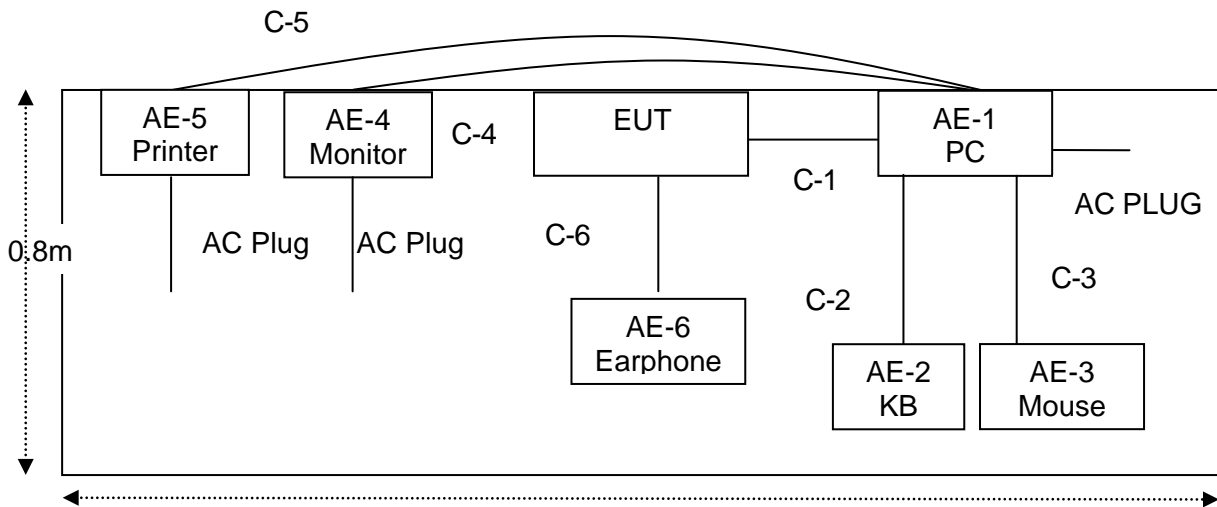 C-5
AE-5
Printer
AE-4
Monitor
C-4
EUT
AE-1
PC
C-1
AC PLUG
0.8m
AC Plug
AC Plug
C-6
C-2
C-3
AE-6
Earphone
AE-2
KB
AE-3
Mouse